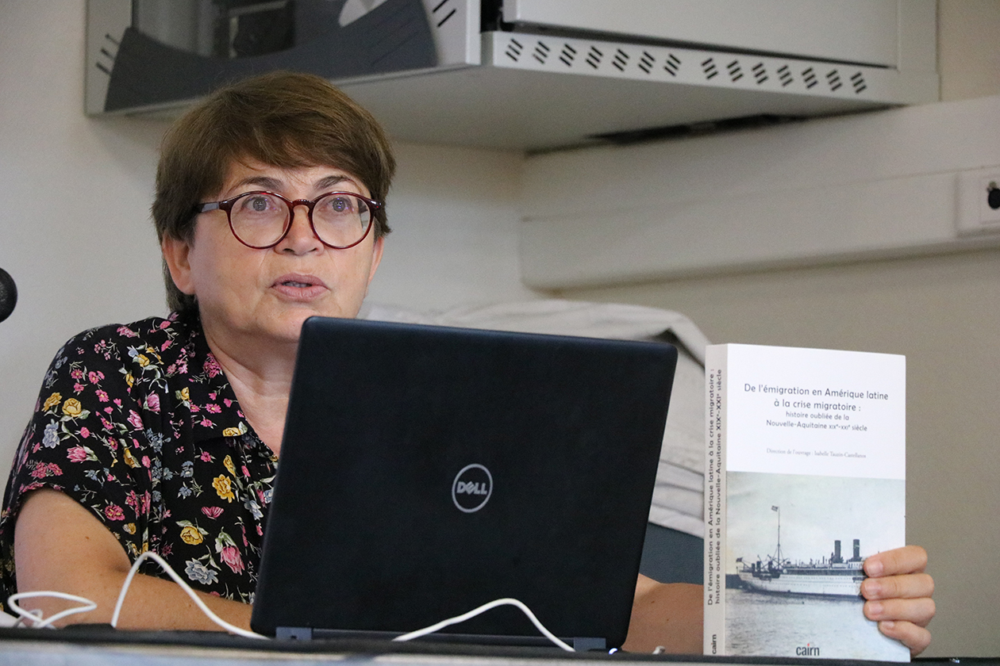 DELL
De l'émigration en Amérique latine à la crise migratoire :
histoire oubliée de la Nouvelle-Aquitaine XIXe-XXIe siècle
cairn
De l'émigration en Amérique latine
à la crise migratoire :
histoire oubliée de la
Nouvelle-Aquitaine XIXe-XXIe siècle
Direction de l'ouvrage : Isabelle Tauzin-Castellanos
cairn